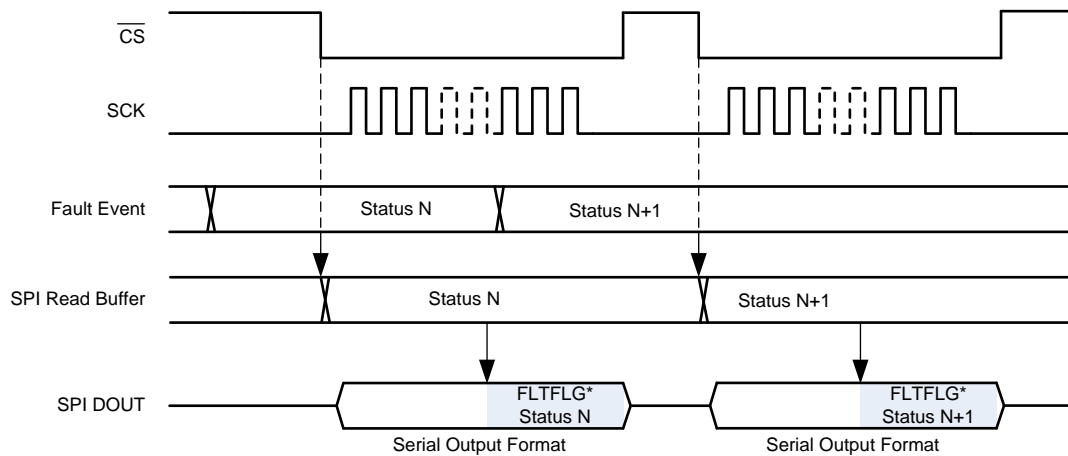 CS
SCK
Fault Event
Status N
Status N+1
SPI Read Buffer
Status N
Status N+1
SPI DOUT
FLTFLG*
Status N
FLTFLG*
Status N+1
Serial Output Format
Serial Output Format